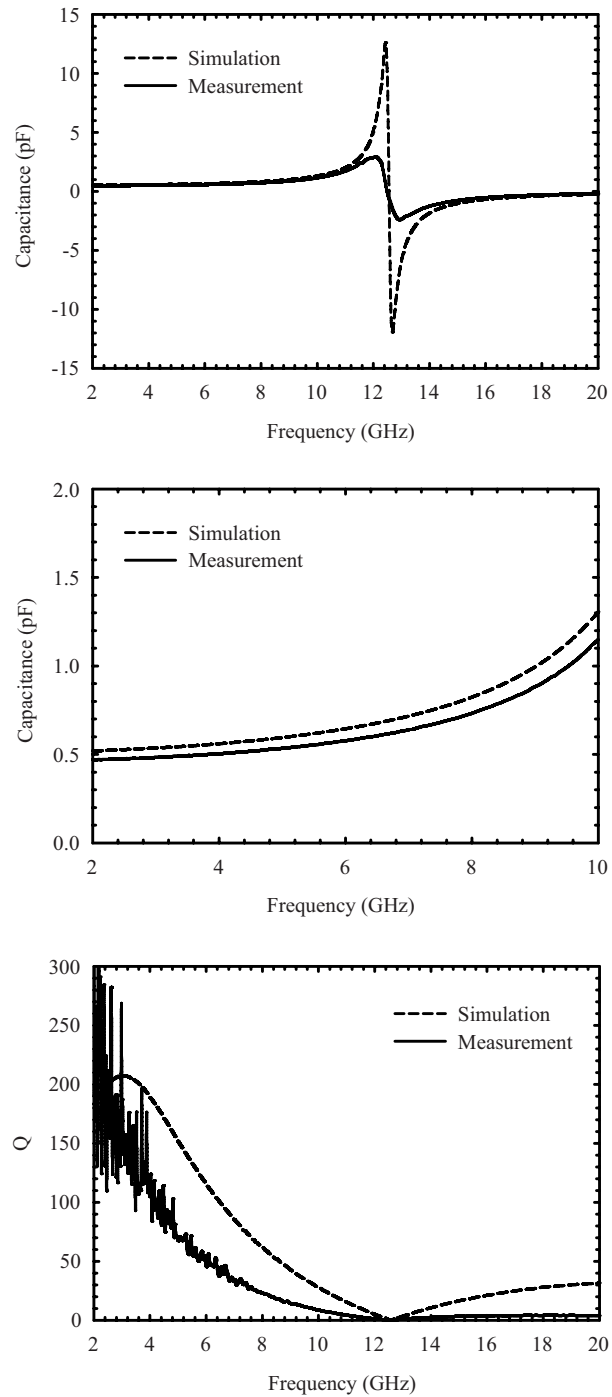 15
10
5
0
-5
-10
-15
Capacitance (pF)
Simulation
Measurement
2 4 6 8 10 12 14 16 18 20
Frequency (GHz)
2.0
1.5
1.0
0.5
0.0
Capacitance (pF)
Simulation
Measurement
2 4 6 8 10
Frequency (GHz)
300
250
200
150
100
50
0
Q
Simulation
Measurement
2 4 6 8 10 12 14 16 18 20
Frequency (GHz)